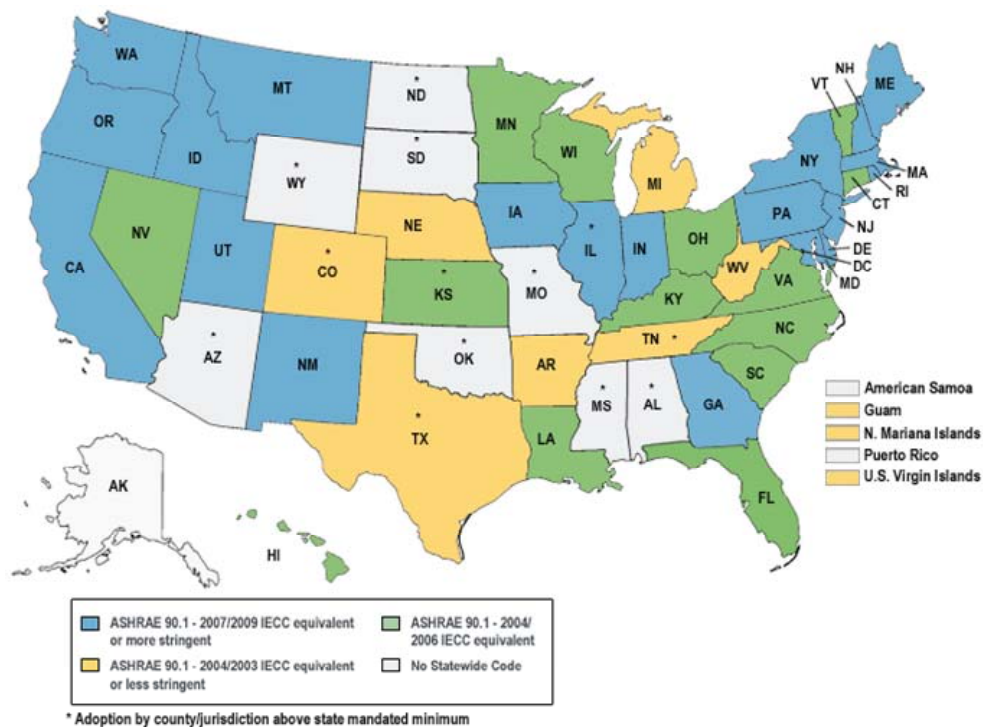 WA
MT
*
ND
MN
VT
NH
ME
OR
ID
*
SD
WI
NY
MA
RI
CT
*
WY
MI
NV
UT
NE
IA
*
IL
IN
OH
PA
NJ
DE
DC
MD
CA
*
CO
*
KS
*
MO
WV
VA
KY
NC
*
AZ
NM
*
OK
AR
TN *
SC
*
TX
LA
*
MS
*
AL
GA
FL
American Samoa
Guam
N. Mariana Islands
Puerto Rico
U.S. Virgin Islands
AK
HI
ASHRAE 90.1 - 2007/2009 IECC equivalent
or more stringent
ASHRAE 90.1 - 2004/
2006 IECC equivalent
ASHRAE 90.1 - 2004/2003 IECC equivalent
or less stringent
No Statewide Code
* Adoption by county/jurisdiction above state mandated minimum